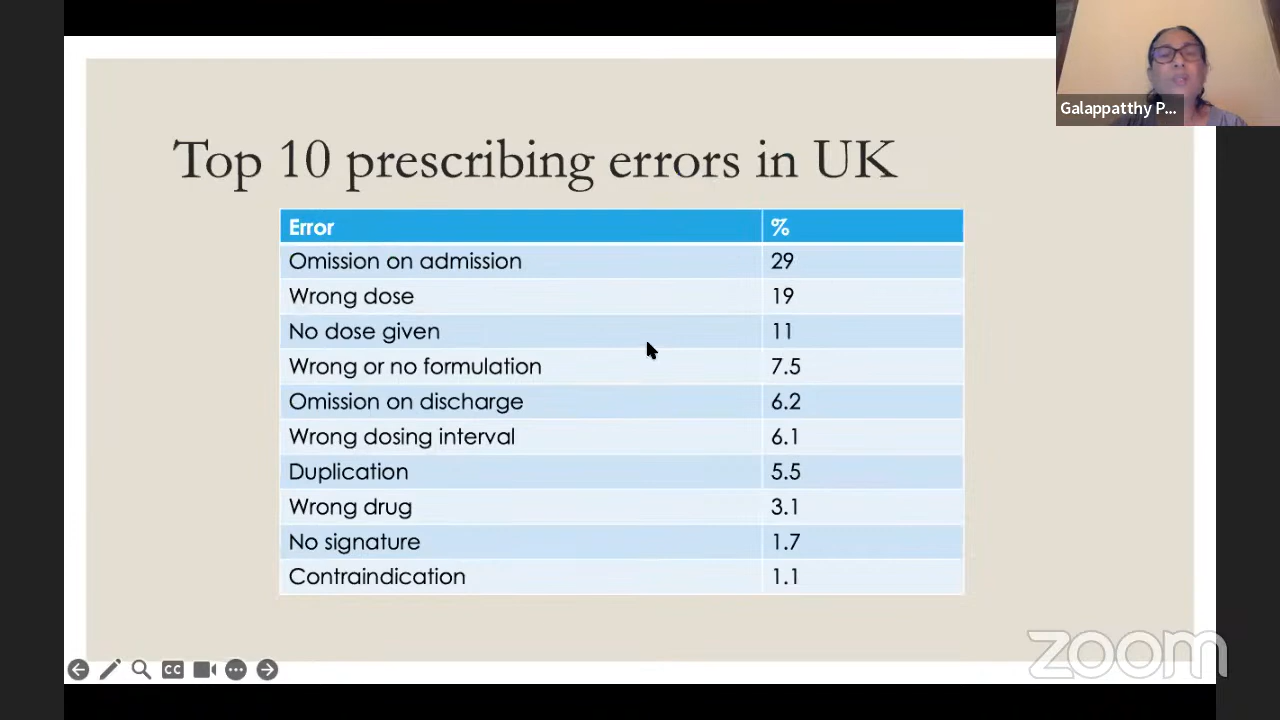 Galappatthy P...
Top 10 prescribing errors in UK
Error %
Omission on admission 29
Wrong dose 19
No dose given 11
Wrong or no formulation 7.5
Omission on discharge 6.2
Wrong dosing interval 6.1
Duplication 5.5
Wrong drug 3.1
No signature 1.7
Contraindication 1.1
zoom
CC